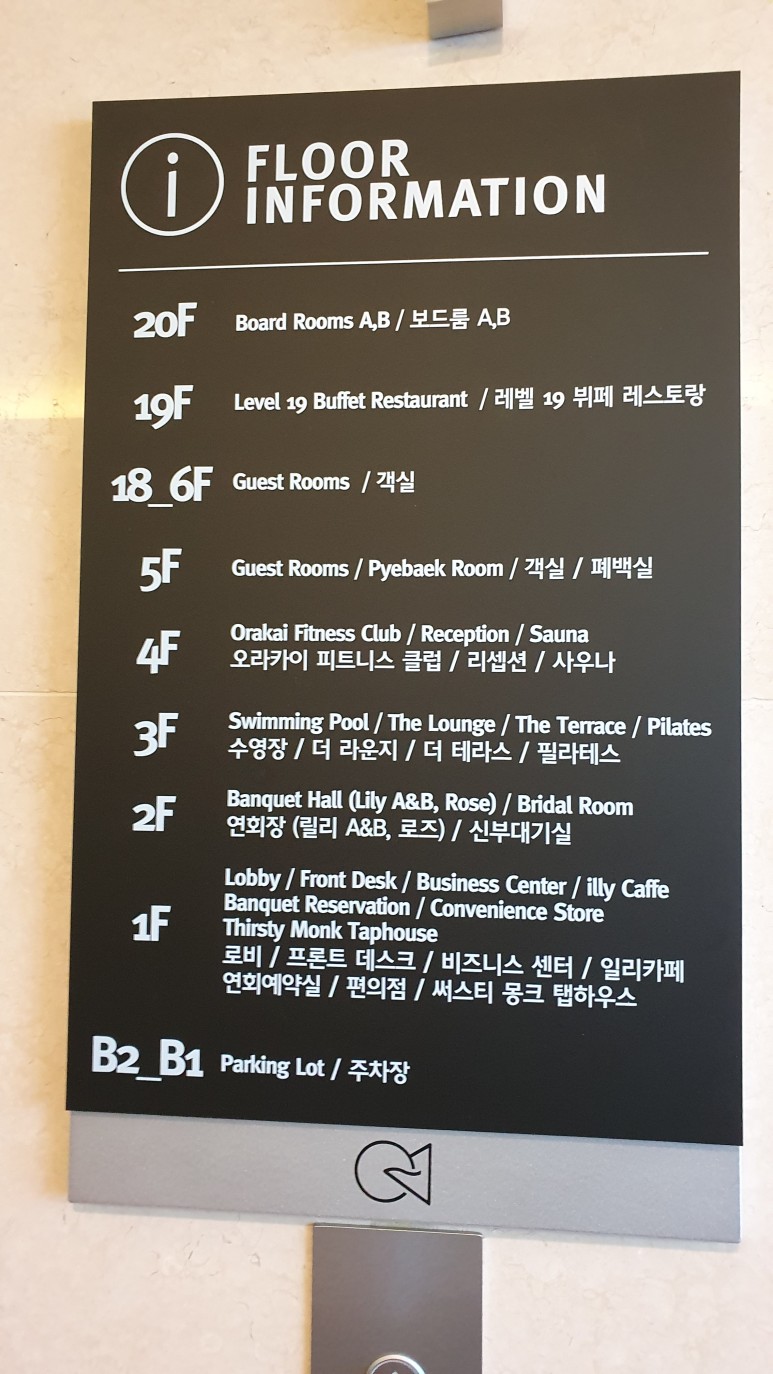 i FLOOR
INFORMATION
20F Board Rooms A,B / 보드룸 A,B
19F Level 19 Buffet Restaurant / 레벨 19 뷔페 레스토랑
18_6F Guest Rooms / 객실
5F Guest Rooms / Pyebaek Room / 객실 / 폐백실
4F Orakai Fitness Club / Reception / Sauna
오라카이 피트니스 클럽 / 리셉션 / 사우나
3F Swimming Pool / The Lounge / The Terrace / Pilates
수영장 / 더 라운지 / 더 테라스 / 필라테스
2F Banquet Hall (Lily A&B, Rose) / Bridal Room
연회장 (릴리 A&B, 로즈) / 신부대기실
1F Lobby / Front Desk / Business Center / illy Caffe
Banquet Reservation / Convenience Store
Thirsty Monk Taphouse
로비 / 프론트 데스크 / 비즈니스 센터 / 일리카페
연회예약실 / 편의점 / 써스티 몽크 탭하우스
B2_B1 Parking Lot / 주차장